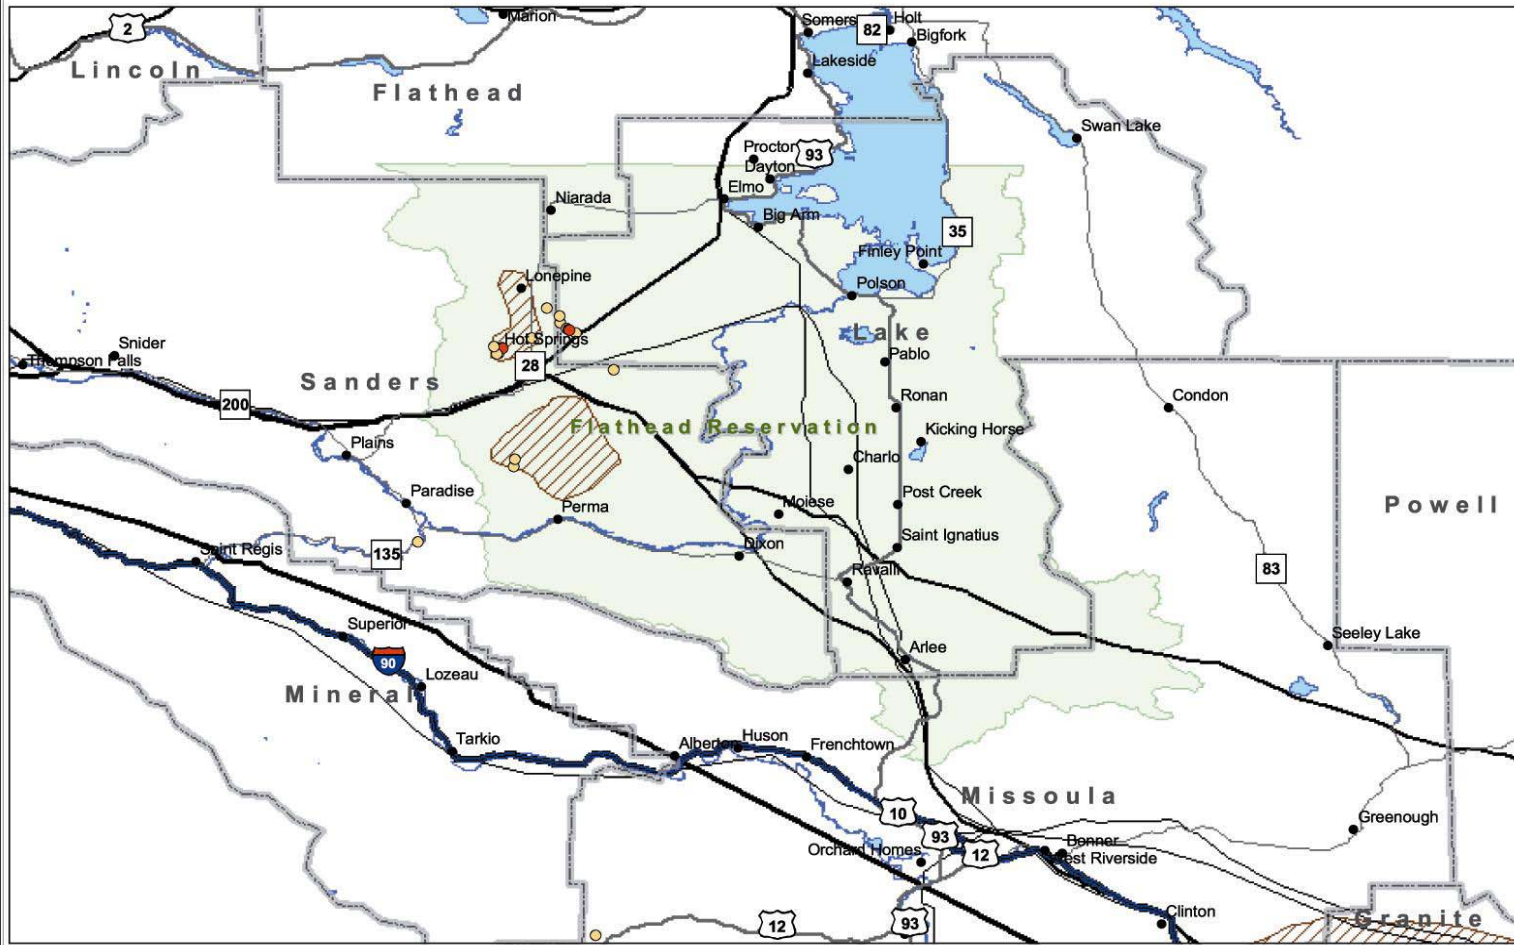 Marion
Somers
82
Holt
2
Bigfork
Lincoln
Lakeside
Flathead
Swan Lake
Proctor
93
Dayton
Elmo
Niarada
Big Arm
35
Finley Point
Lonepine
Polson
Lake
Hot Springs
Snider
Pablo
Thompson Falls
28
Sanders
Ronan
Condon
200
Flathead Reservation
Kicking Horse
Plains
Charlo
Paradise
Post Creek
Moiese
Powell
Perma
Saint Ignatius
Dixon
Saint Regis
135
Ravalli
83
Superior
Seeley Lake
Arlee
90
Lozeau
Mineral
Tarkio
Huson
Alberton
Frenchtown
Missoula
10
Greenough
93
Bonner
Orchard Homes
12
West Riverside
Clinton
Granite
12
93